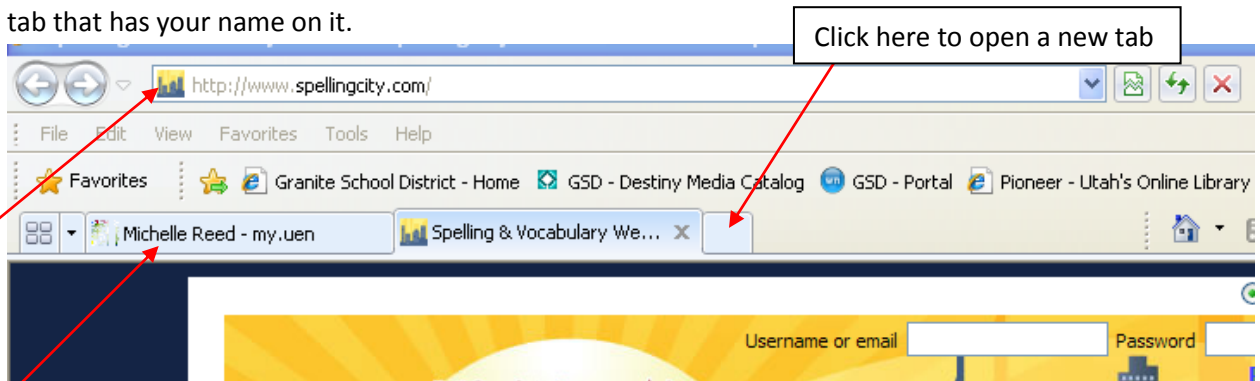 tab that has your name on it.
Click here to open a new tab
http://www.spellingcity.com/
File Edit View Favorites Tools Help
Favorites Granite School District - Home GSD - Destiny Media Catalog GSD - Portal Pioneer - Utah's Online Library
Michelle Reed - my.uen Spelling & Vocabulary We...
Username or email Password